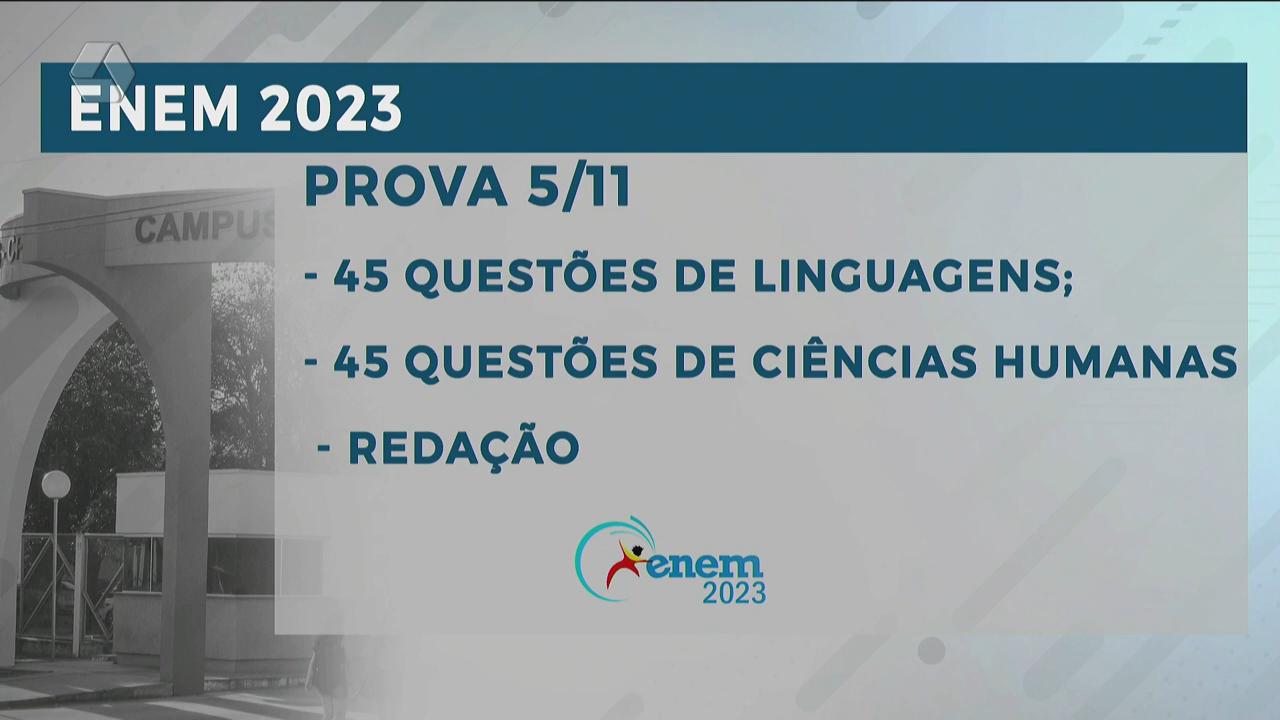 ENEM 2023
PROVA 5/11
CAMPUS
- 45 QUESTÕES DE LINGUAGENS;
- 45 QUESTÕES DE CIÊNCIAS HUMANAS
- REDAÇÃO
enem
2023